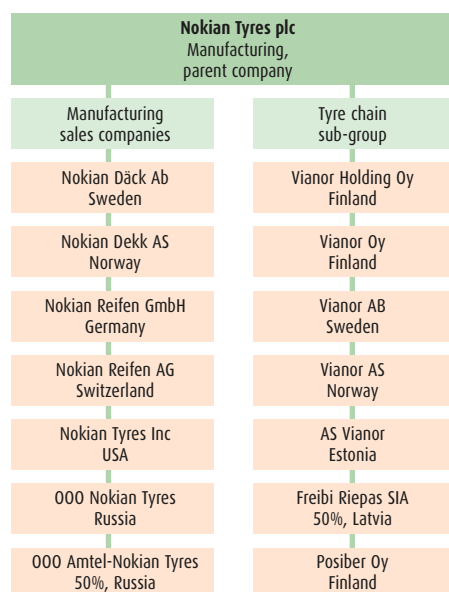 Nokian Tyres plc
Manufacturing,
parent company
Manufacturing
sales companies
Nokian Däck Ab
Sweden
Nokian Dekk AS
Norway
Nokian Reifen GmbH
Germany
Nokian Reifen AG
Switzerland
Nokian Tyres Inc
USA
OOO Nokian Tyres
Russia
OOO Amtel-Nokian Tyres
50%, Russia
Tyre chain
sub-group
Vianor Holding Oy
Finland
Vianor Oy
Finland
Vianor AB
Sweden
Vianor AS
Norway
AS Vianor
Estonia
Freibi Riepas SIA
50%, Latvia
Posiber Oy
Finland